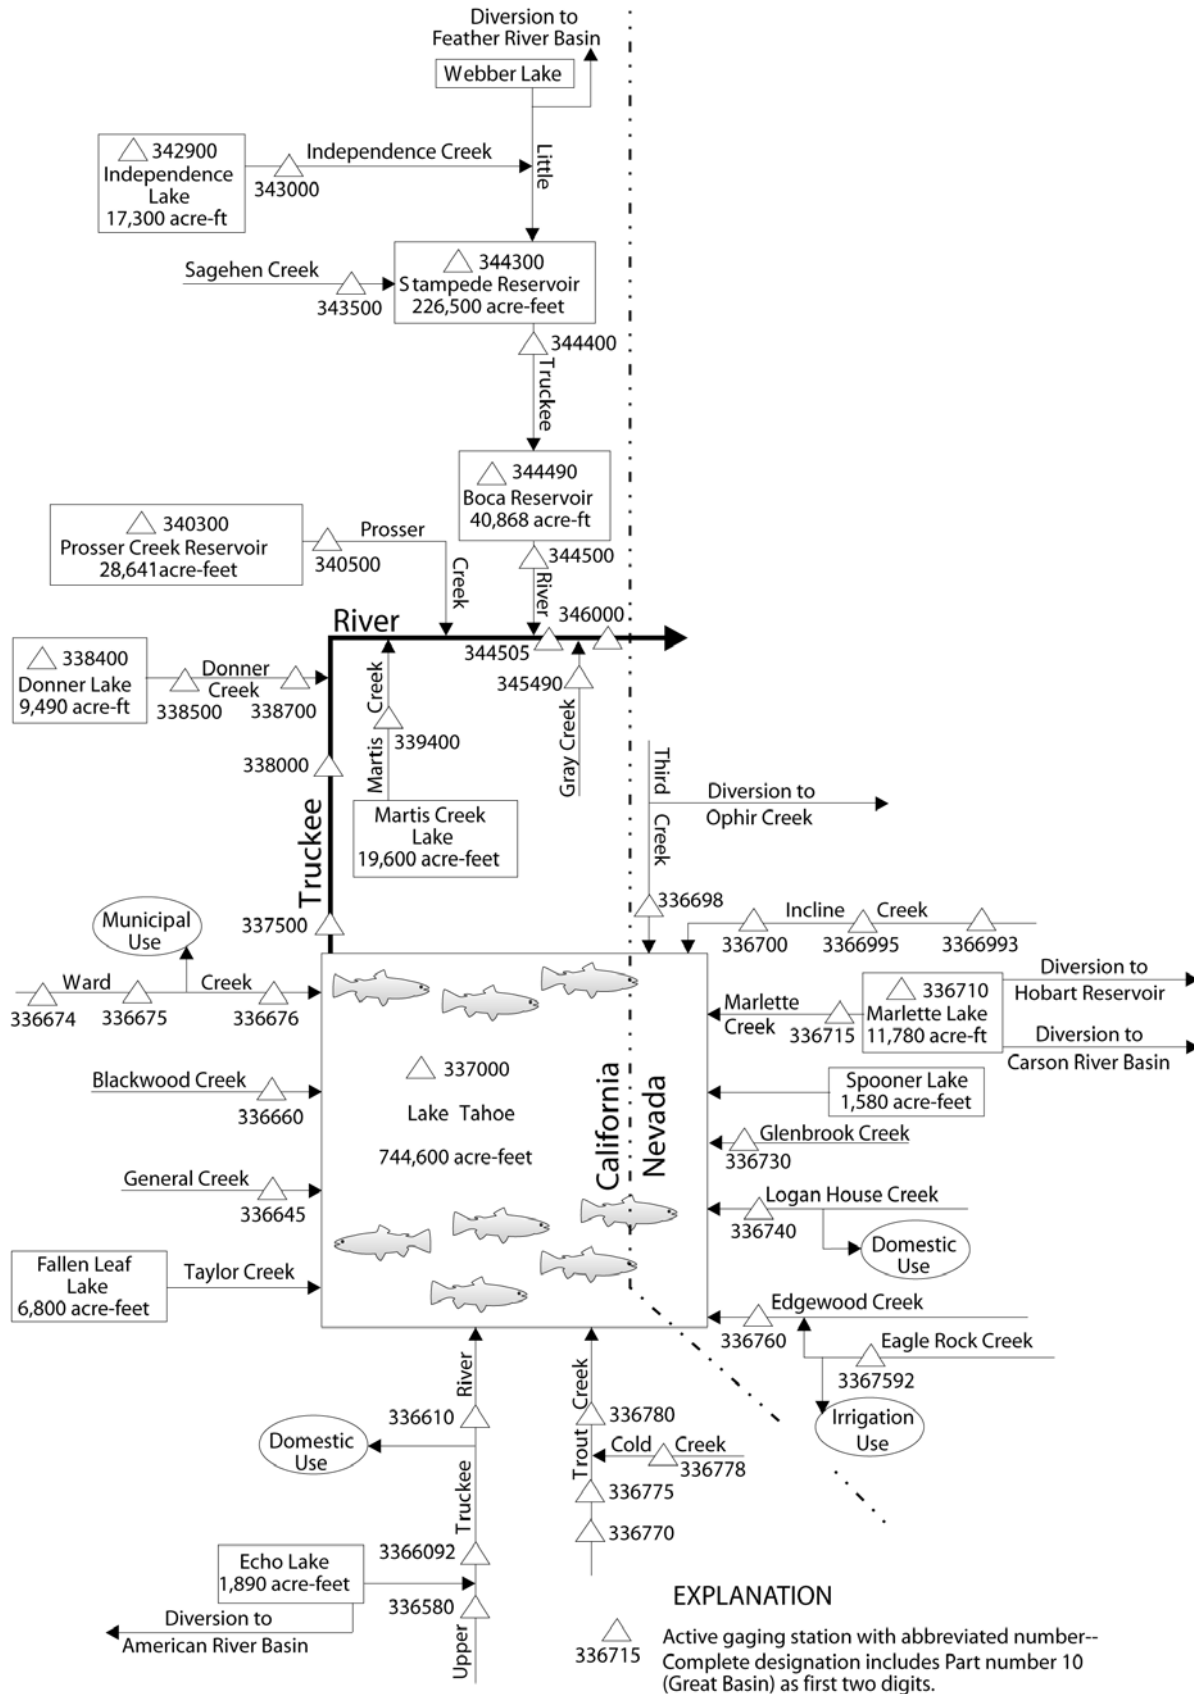 Diversion to
Feather River Basin
Webber Lake
342900
Independence
Lake
17,300 acre-ft
343000
Independence Creek
Little
Sagehen Creek
343500
344300
Stampede Reservoir
226,500 acre-feet
344400
Truckee
344490
Boca Reservoir
40,868 acre-ft
344500
River
340300
Prosser Creek Reservoir
28,641acre-feet
340500
Prosser
Creek
River
346000
344505
338400
Donner Lake
9,490 acre-ft
338500
Donner
Creek
338700
Martis Creek
339400
345490
Gray Creek
338000
Martis Creek
Lake
19,600 acre-feet
Truckee
337500
Third
Creek
Diversion to
Ophir Creek
336698
Incline Creek
336700
3366995
3366993
Municipal
Use
Ward Creek
336674
336675
336676
Diversion to
Hobart Reservoir
336710
Marlette Lake
11,780 acre-ft
Marlette
Creek
336715
Diversion to
Carson River Basin
337000
Lake Tahoe
744,600 acre-feet
California
Nevada
Blackwood Creek
336660
Spooner Lake
1,580 acre-feet
Glenbrook Creek
336730
General Creek
336645
Logan House Creek
336740
Domestic
Use
Fallen Leaf
Lake
6,800 acre-feet
Taylor Creek
Edgewood Creek
336760
Eagle Rock Creek
3367592
Irrigation
Use
River
336610
Domestic
Use
Truckee
3366092
Echo Lake
1,890 acre-feet
336580
Upper
Diversion to
American River Basin
Creek
336780
Cold Creek
336778
Trout
336775
336770
EXPLANATION
336715
Active gaging station with abbreviated number--
Complete designation includes Part number 10
(Great Basin) as first two digits.